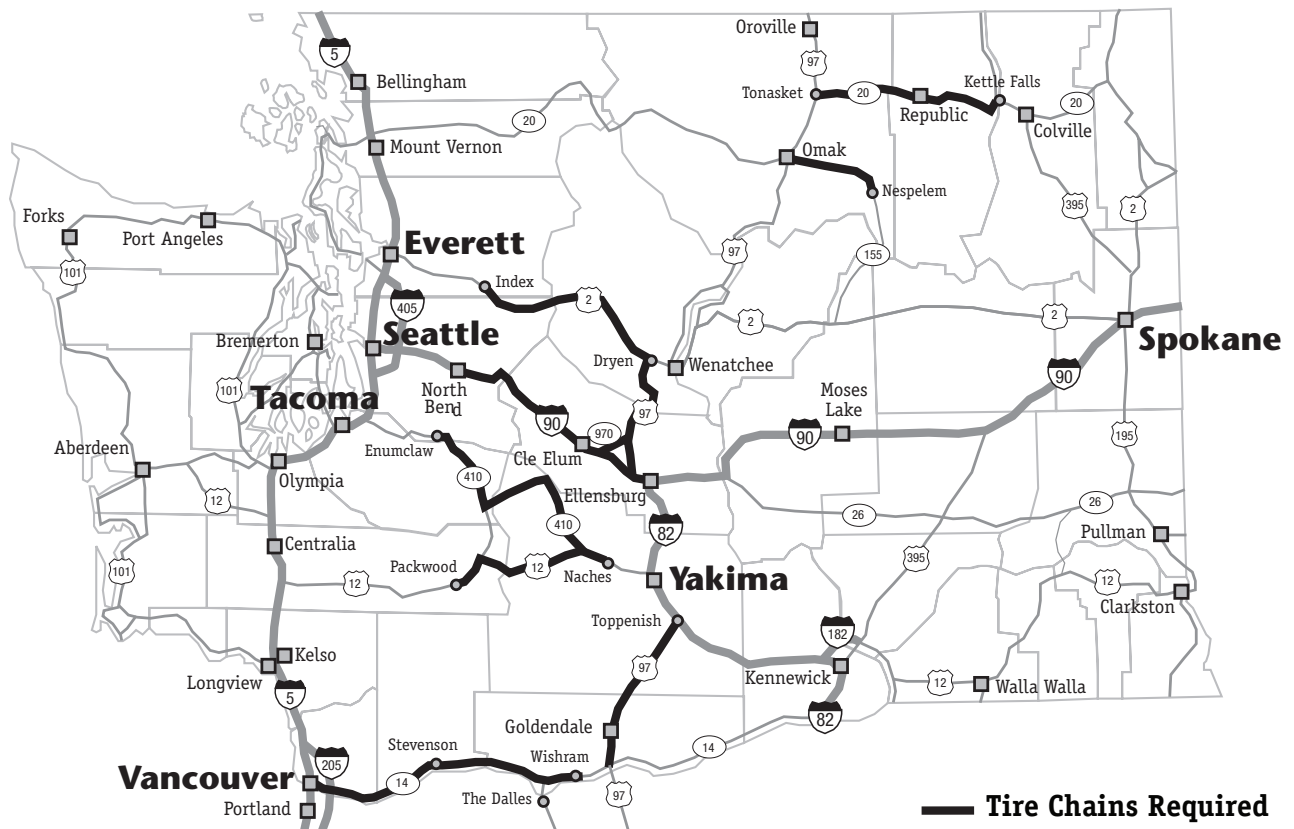 Oroville
5
97
Bellingham
Kettle Falls
Tonasket
20
20
Republic
20
Colville
Mount Vernon
Omak
Nespelem
Forks
395
2
Port Angeles
Everett
97
101
155
Index
405
2
2
2
Seattle
Bremerton
Spokane
Dryen
Wenatchee
North
Bend
101
90
Tacoma
Moses
Lake
97
90
970
90
195
Aberdeen
Enumclaw
Cle Elum
410
Olympia
Ellensburg
12
26
26
410
82
Pullman
Centralia
395
101
Packwood
12
12
Naches
Yakima
12
Clarkston
Toppenish
182
Kelso
97
Longview
Kennewick
12
Walla Walla
5
82
Goldendale
Stevenson
Wishram
14
205
Vancouver
14
The Dalles
97
Portland
Tire Chains Required